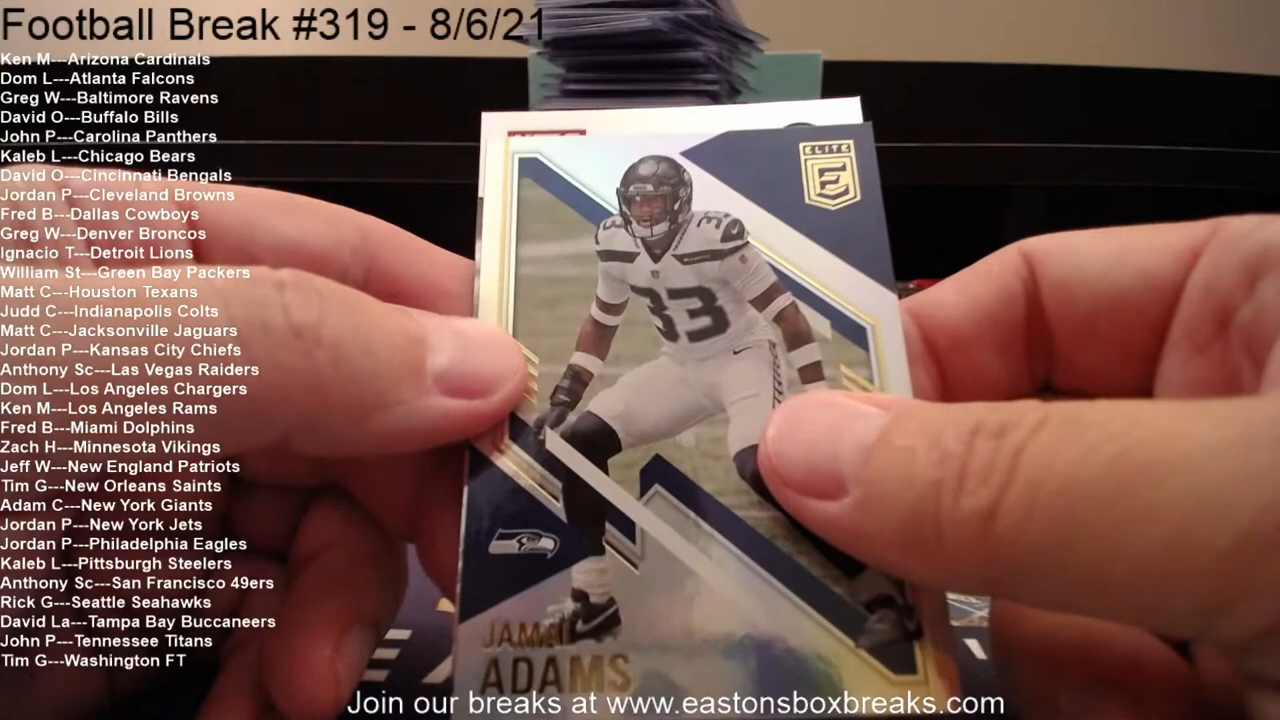 Football Break #319 - 8/6/21
Ken M---Arizona Cardinals
Dom L---Atlanta Falcons
Greg W---Baltimore Ravens
David O---Buffalo Bills
John P---Carolina Panthers
Kaleb L---Chicago Bears
David O---Cincinnati Bengals
Jordan P---Cleveland Browns
Fred B---Dallas Cowboys
Greg W---Denver Broncos
Ignacio T---Detroit Lions
William St---Green Bay Packers
Matt C---Houston Texans
Judd C---Indianapolis Colts
Matt C---Jacksonville Jaguars
Jordan P---Kansas City Chiefs
Anthony Sc---Las Vegas Raiders
Dom L---Los Angeles Chargers
Ken M---Los Angeles Rams
Fred B---Miami Dolphins
Zach H---Minnesota Vikings
Jeff W---New England Patriots
Tim G---New Orleans Saints
Adam C---New York Giants
Jordan P---New York Jets
Jordan P---Philadelphia Eagles
Kaleb L---Pittsburgh Steelers
Anthony Sc---San Francisco 49ers
Rick G---Seattle Seahawks
David La---Tampa Bay Buccaneers
John P---Tennessee Titans
Tim G---Washington FT
ELITE
E
33
33
JAMAL
ADAMS
Join our breaks at www.eastonsboxbreaks.com